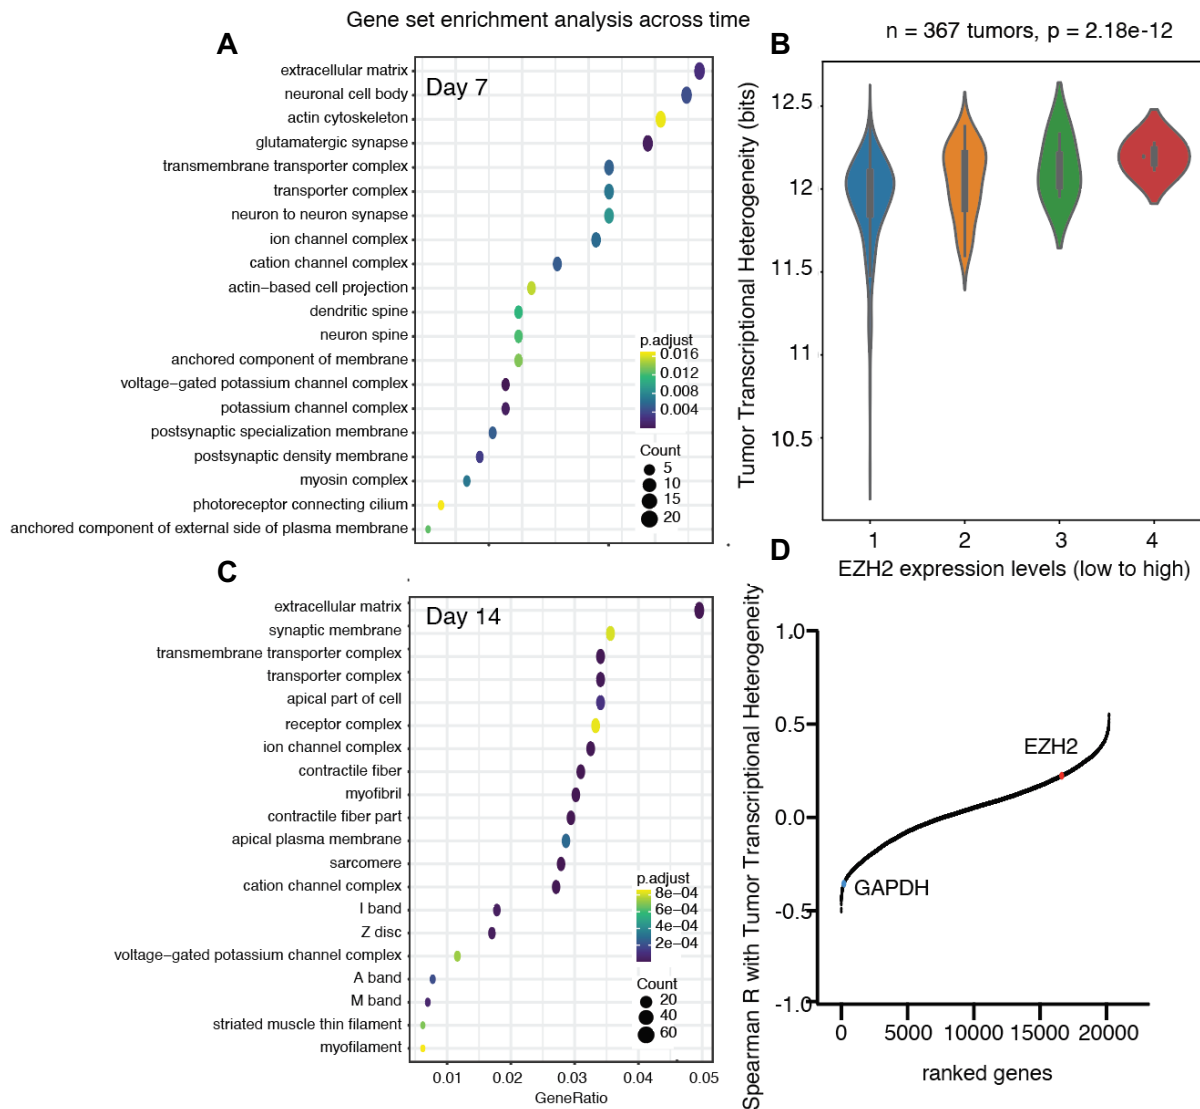 Gene set enrichment analysis across time
A
Day 7
extracellular matrix
neuronal cell body
actin cytoskeleton
glutamatergic synapse
transmembrane transporter complex
transporter complex
neuron to neuron synapse
ion channel complex
cation channel complex
actin−based cell projection
dendritic spine
neuron spine
anchored component of membrane
voltage−gated potassium channel complex
potassium channel complex
postsynaptic specialization membrane
postsynaptic density membrane
myosin complex
photoreceptor connecting cilium
anchored component of external side of plasma membrane
p.adjust
0.016
0.012
0.008
0.004
Count
5
10
15
20
B
n = 367 tumors, p = 2.18e-12
Tumor Transcriptional Heterogeneity (bits)
12.5
12
11.5
11
10.5
1 2 3 4
EZH2 expression levels (low to high)
C
Day 14
extracellular matrix
synaptic membrane
transmembrane transporter complex
transporter complex
apical part of cell
receptor complex
ion channel complex
contractile fiber
myofibril
contractile fiber part
apical plasma membrane
sarcomere
cation channel complex
I band
Z disc
voltage−gated potassium channel complex
A band
M band
striated muscle thin filament
myofilament
p.adjust
8e−04
6e−04
4e−04
2e−04
Count
20
40
60
0.01 0.02 0.03 0.04 0.05
GeneRatio
D
Spearman R with Tumor Transcriptional Heterogeneity
1.0
0.5
0.0
-0.5
-1.0
EZH2
GAPDH
0 5000 10000 15000 20000
ranked genes